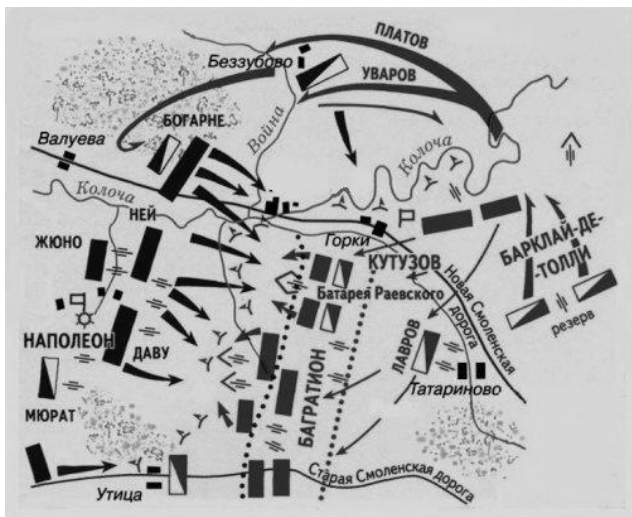 ПЛАТОВ
Беззубово
УВАРОВ
БОГАРНЕ
Война
Валуева
Колоча
Колоча
НЕЙ
ЖЮНО
Горки
КУТУЗОВ
БАРКЛАЙ-ДЕ-
-ТОЛЛИ
Батарея Раевского
Новая Смоленская
дорога
резерв
НАПОЛЕОН
ДАВУ
ЛАВРОВ
Татариново
МЮРАТ
БАГРАТИОН
Утица
Старая Смоленская дорога